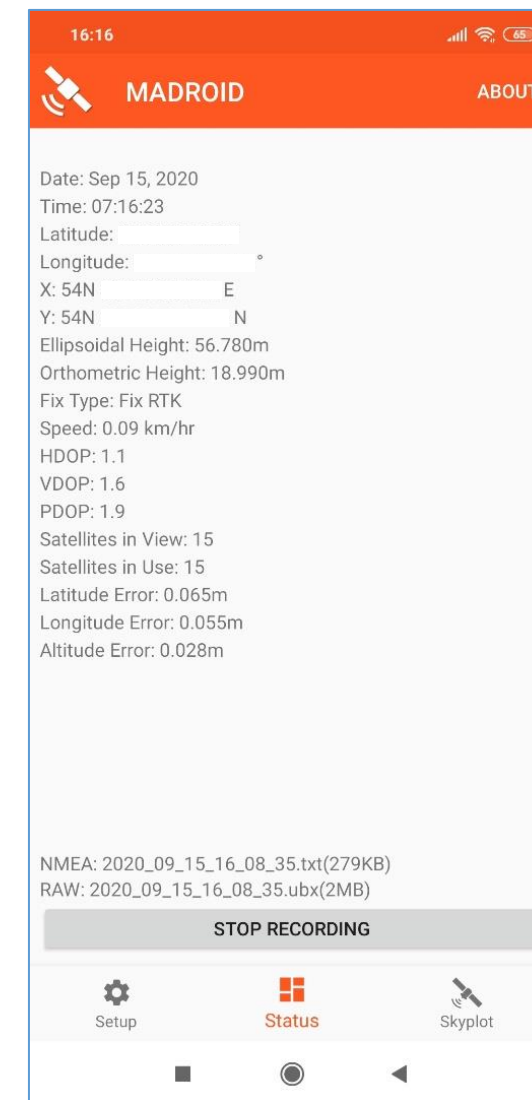 16:16 65
MADROID ABOUT
Date: Sep 15, 2020
Time: 07:16:23
Latitude:
Longitude: °
X: 54N E
Y: 54N N
Ellipsoidal Height: 56.780m
Orthometric Height: 18.990m
Fix Type: Fix RTK
Speed: 0.09 km/hr
HDOP: 1.1
VDOP: 1.6
PDOP: 1.9
Satellites in View: 15
Satellites in Use: 15
Latitude Error: 0.065m
Longitude Error: 0.055m
Altitude Error: 0.028m
NMEA: 2020_09_15_16_08_35.txt(279KB)
RAW: 2020_09_15_16_08_35.ubx(2MB)
STOP RECORDING
Setup Status Skyplot